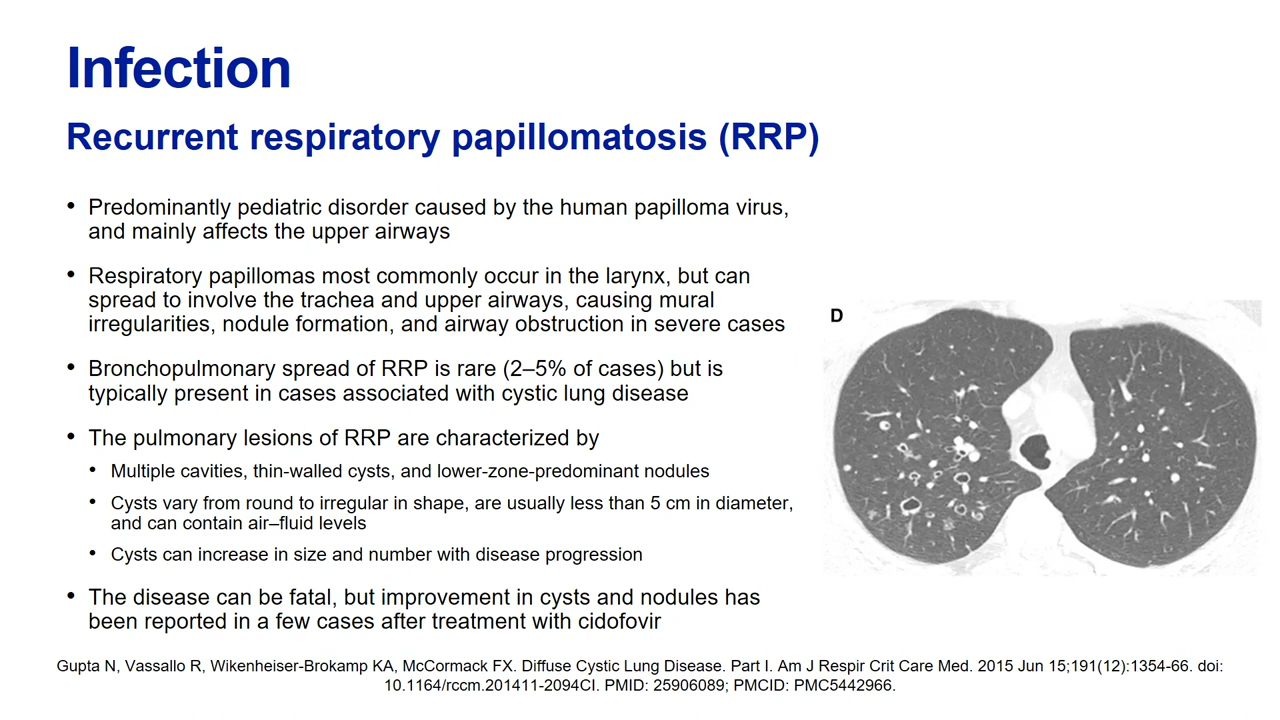 Infection
Recurrent respiratory papillomatosis (RRP)
• Predominantly pediatric disorder caused by the human papilloma virus,
and mainly affects the upper airways
• Respiratory papillomas most commonly occur in the larynx, but can
spread to involve the trachea and upper airways, causing mural
irregularities, nodule formation, and airway obstruction in severe cases
• Bronchopulmonary spread of RRP is rare (2–5% of cases) but is
typically present in cases associated with cystic lung disease
• The pulmonary lesions of RRP are characterized by
• Multiple cavities, thin-walled cysts, and lower-zone-predominant nodules
• Cysts vary from round to irregular in shape, are usually less than 5 cm in diameter,
and can contain air–fluid levels
• Cysts can increase in size and number with disease progression
• The disease can be fatal, but improvement in cysts and nodules has
been reported in a few cases after treatment with cidofovir
D
Gupta N, Vassallo R, Wikenheiser-Brokamp KA, McCormack FX. Diffuse Cystic Lung Disease. Part I. Am J Respir Crit Care Med. 2015 Jun 15;191(12):1354-66. doi:
10.1164/rccm.201411-2094CI. PMID: 25906089; PMCID: PMC5442966.